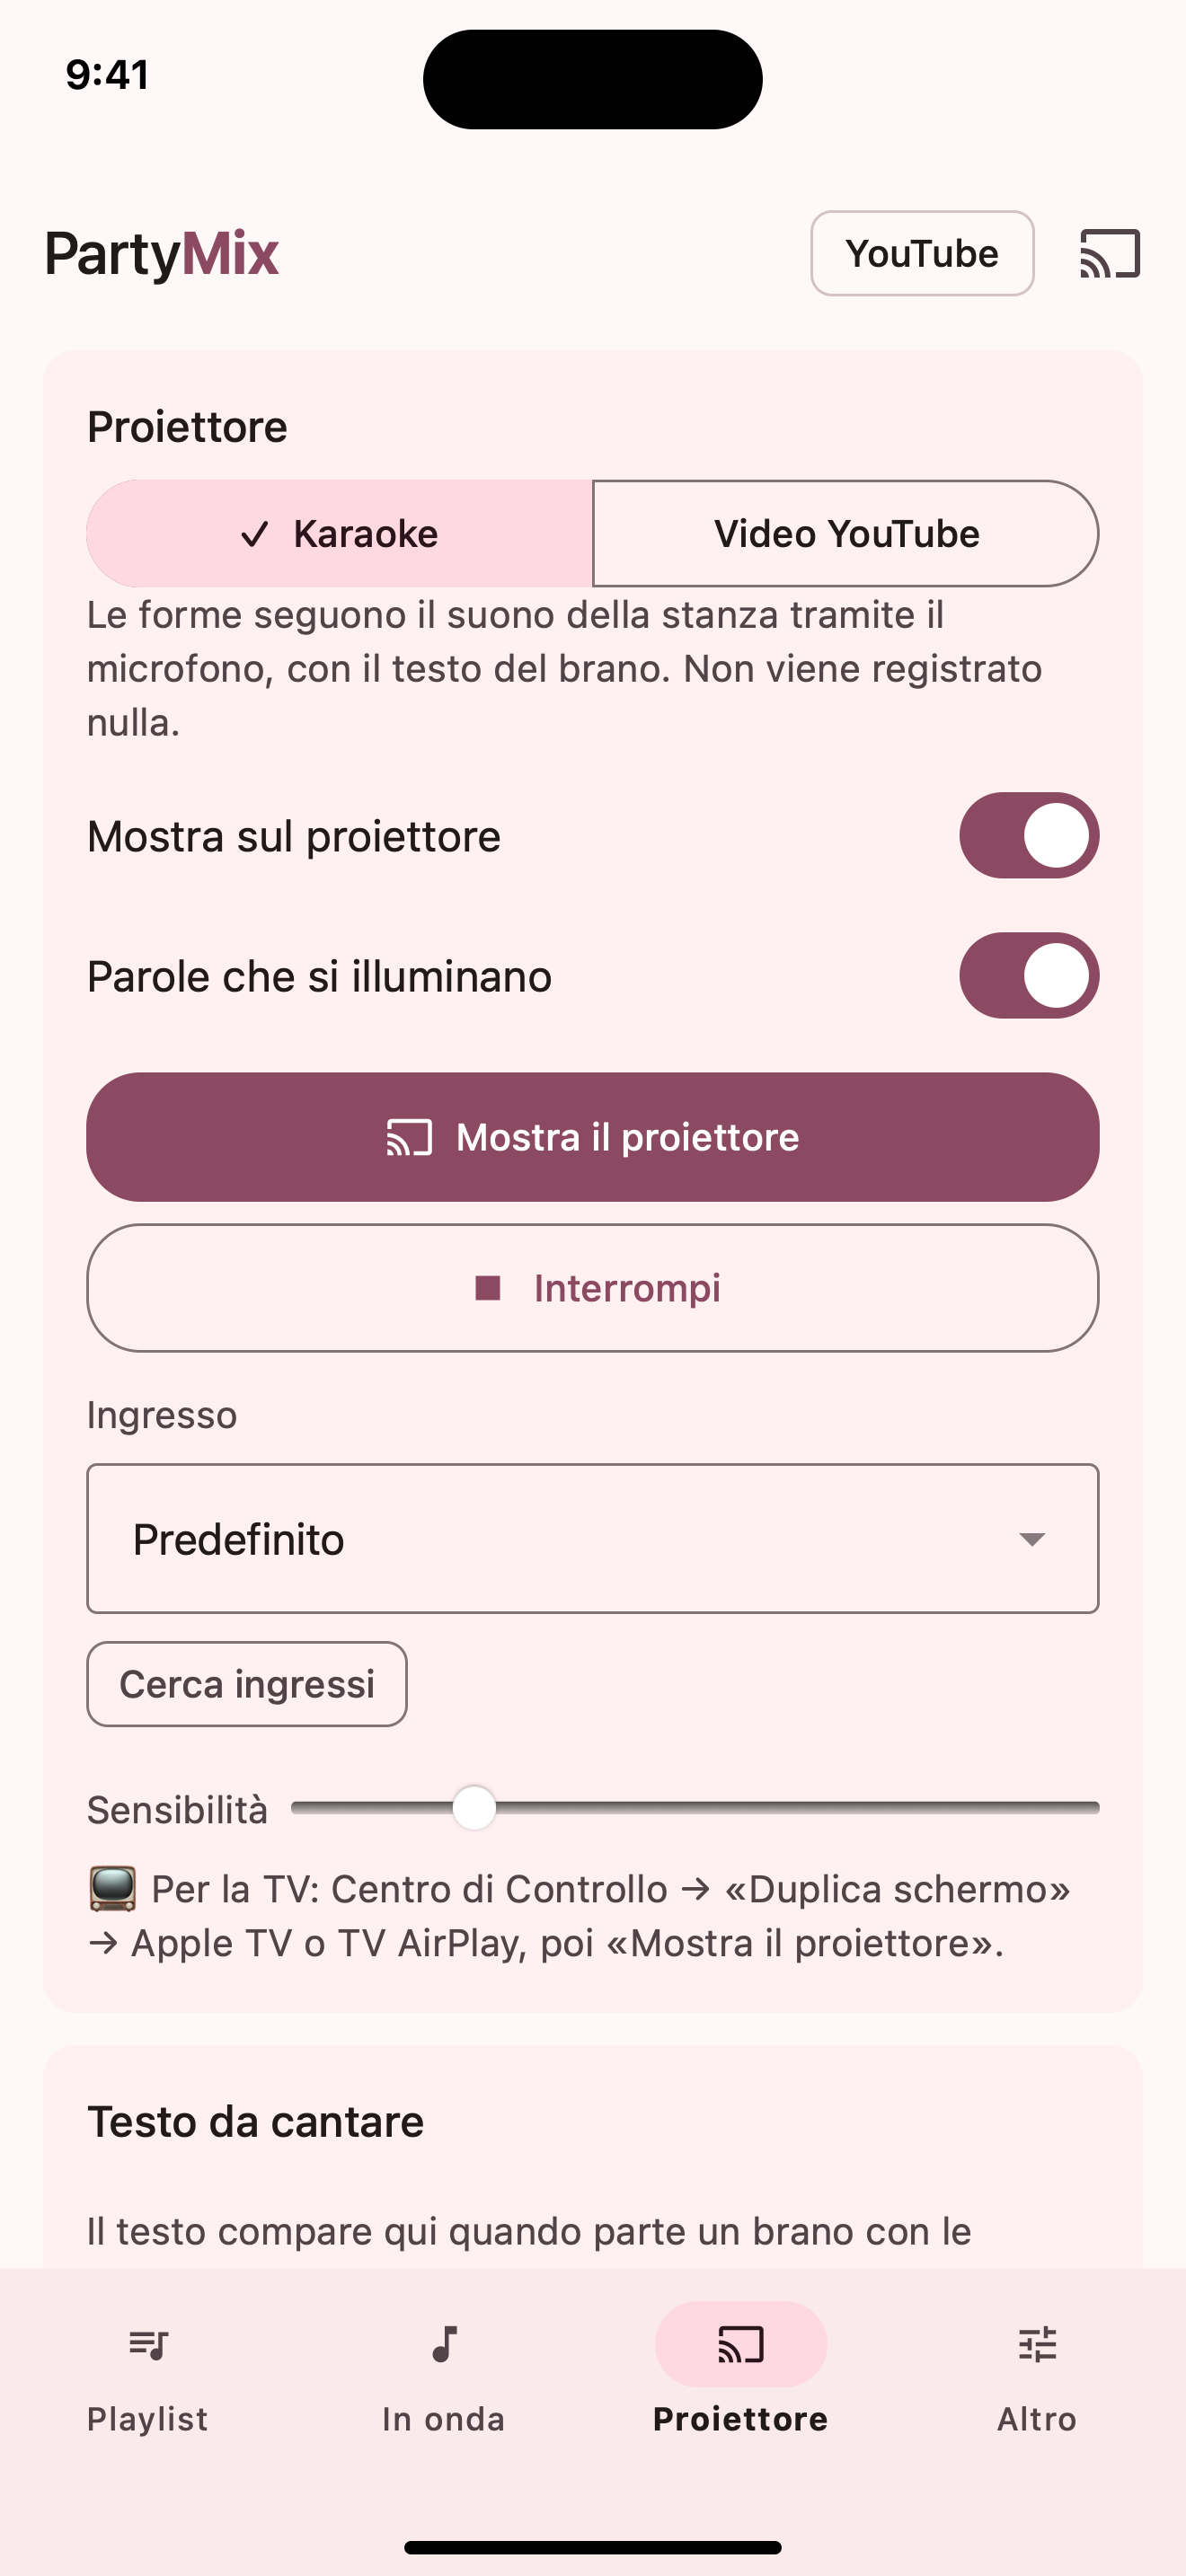 9:41
PartyMix
YouTube
Proiettore
Karaoke
Video YouTube
Le forme seguono il suono della stanza tramite il
microfono, con il testo del brano. Non viene registrato
nulla.
Mostra sul proiettore
Parole che si illuminano
Mostra il proiettore
Interrompi
Ingresso
Predefinito
Cerca ingressi
Sensibilità
📺 Per la TV: Centro di Controllo → «Duplica schermo»
→ Apple TV o TV AirPlay, poi «Mostra il proiettore».
Testo da cantare
Il testo compare qui quando parte un brano con le
Playlist
In onda
Proiettore
Altro